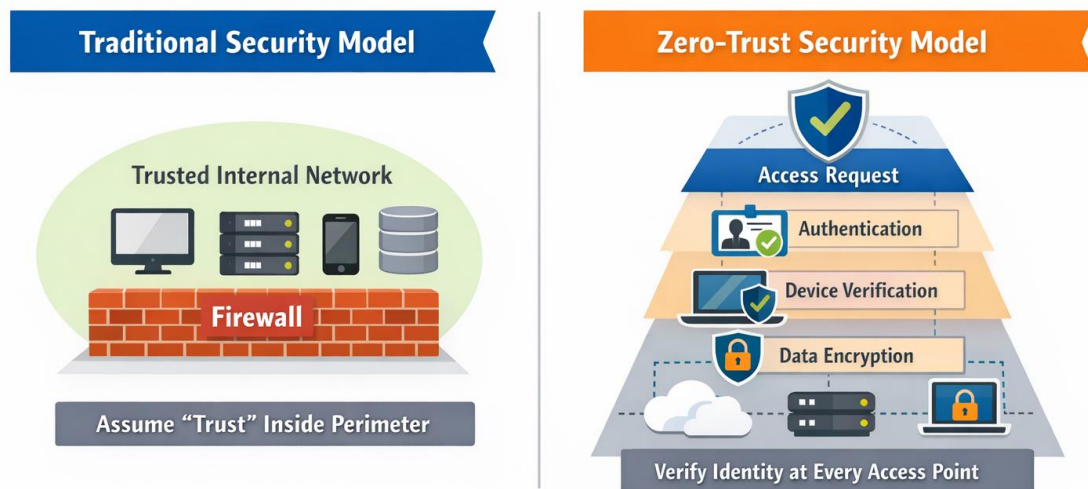 Traditional Security Model
Trusted Internal Network
Firewall
Assume “Trust” Inside Perimeter
Zero-Trust Security Model
Access Request
Authentication
Device Verification
Data Encryption
Verify Identity at Every Access Point